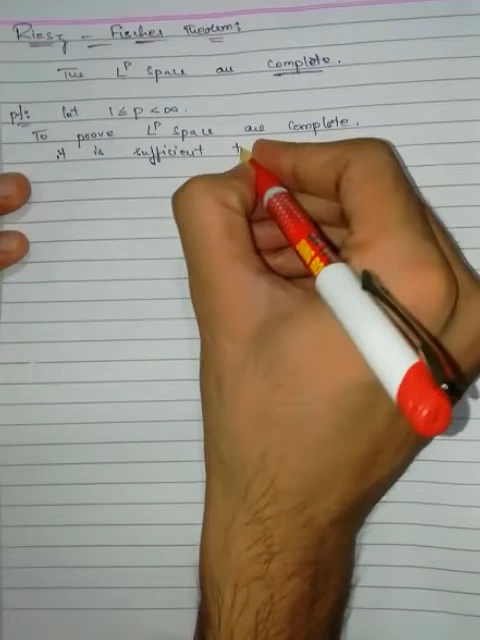 Riesz - Fischer Theorem:
The L^p space are complete.
pf: let 1 ≤ p < ∞.
To prove L^p space are complete.
it is sufficient t